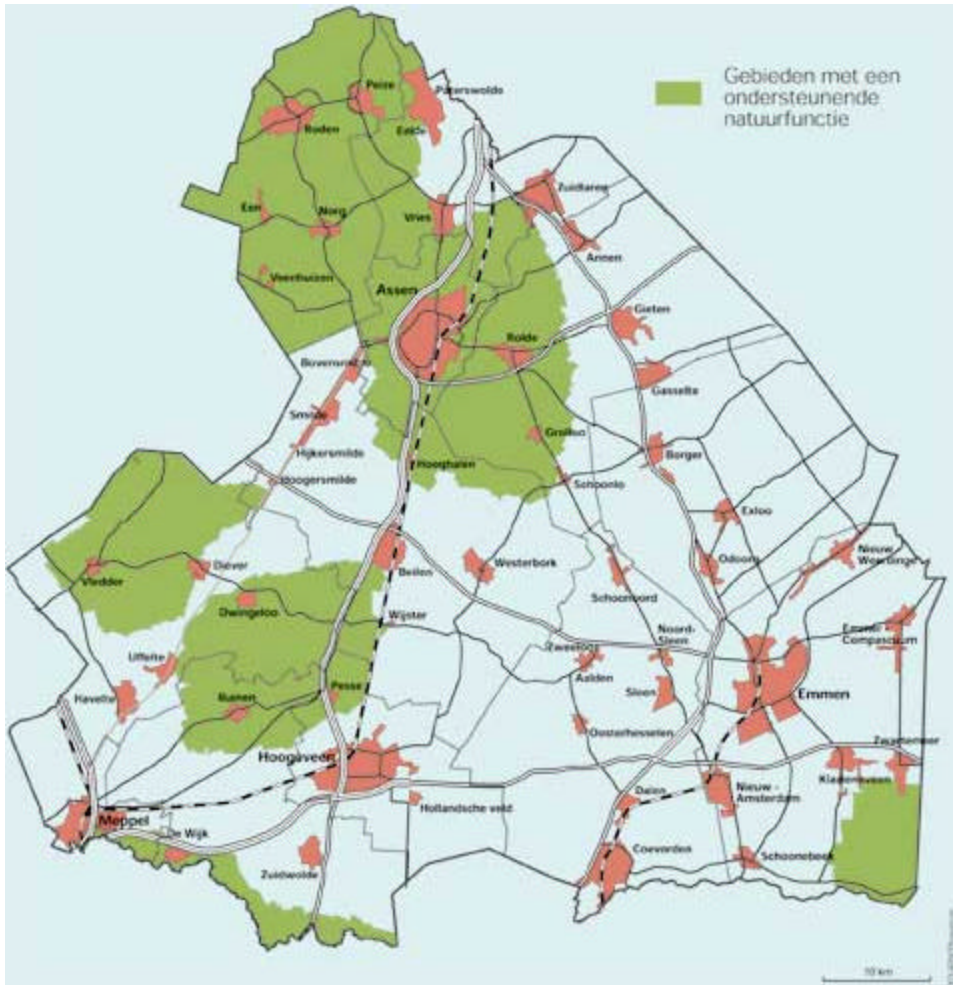 Gebieden met een
ondersteunende
natuurfunctie
Peize
Paterswolde
Roden
Eelde
Zuidlaren
Een
Norg
Vries
Annen
Veenhuizen
Assen
Gieten
Rolde
Bovensmilde
Gasselte
Smilde
Grolloo
Hijkersmilde
Borger
Hooghalen
Hoogersmilde
Schoonlo
Exloo
Nieuw
Weerdinge
Vledder
Diever
Beilen
Westerbork
Odoorn
Dwingeloo
Schoonoord
Wijster
Noord-
Sleen
Emmer
Compascuum
Uffelte
Zweeloo
Aalden
Havelte
Ruinen
Pesse
Sleen
Emmen
Oosterhesselen
Zwartemeer
Hoogeveen
Klazienaveen
Dalen
Nieuw -
Amsterdam
Hollandsche veld
Meppel
De Wijk
Coevorden
Schoonebeek
Zuidwolde
10 km